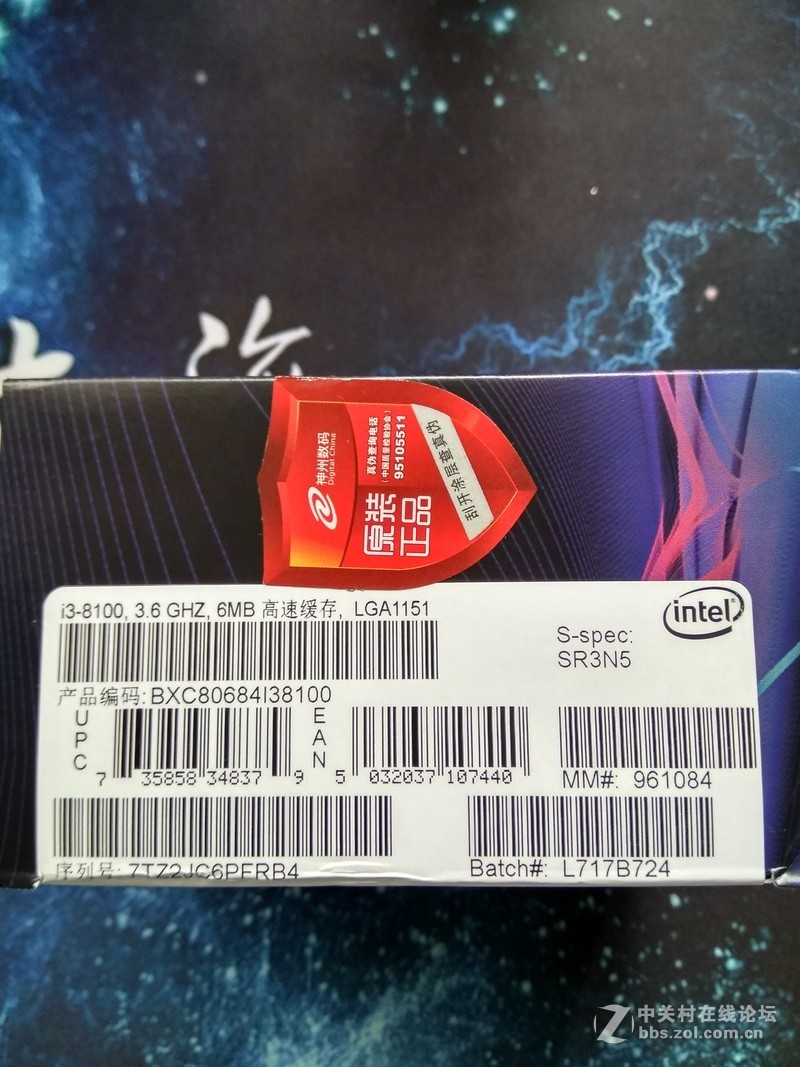 神州数码
Digital China
真伪查询电话
(中国质量检验协会)
95105511
原装
正品
刮开涂层查真伪
i3-8100, 3.6 GHZ, 6MB 高速缓存, LGA1151
intel
S-spec:
SR3N5
产品编码:BXC80684I38100
UPC
7 35858 34837 9
EAN
5 032037 107440
MM#: 961084
序列号: 7TZ2JC6PFRB4
Batch#: L717B724
中关村在线论坛
bbs.zol.com.cn